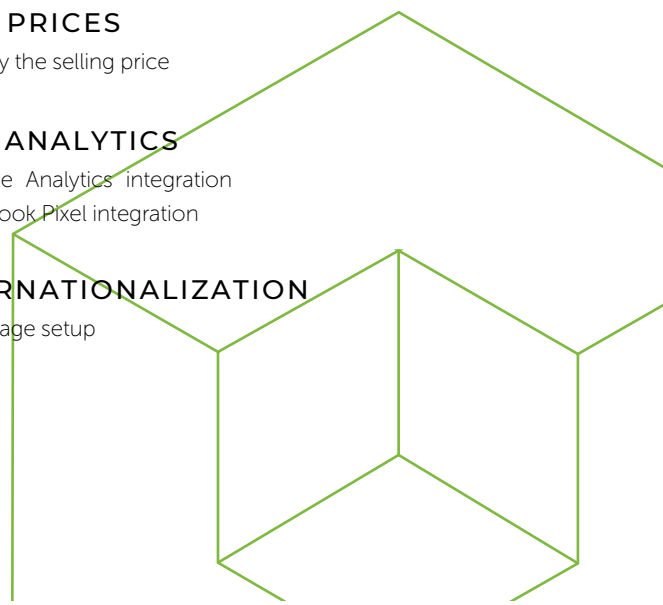 PRICES
y the selling price
ANALYTICS
e Analytics integration
ook Pixel integration
RNATIONALIZATION
age setup